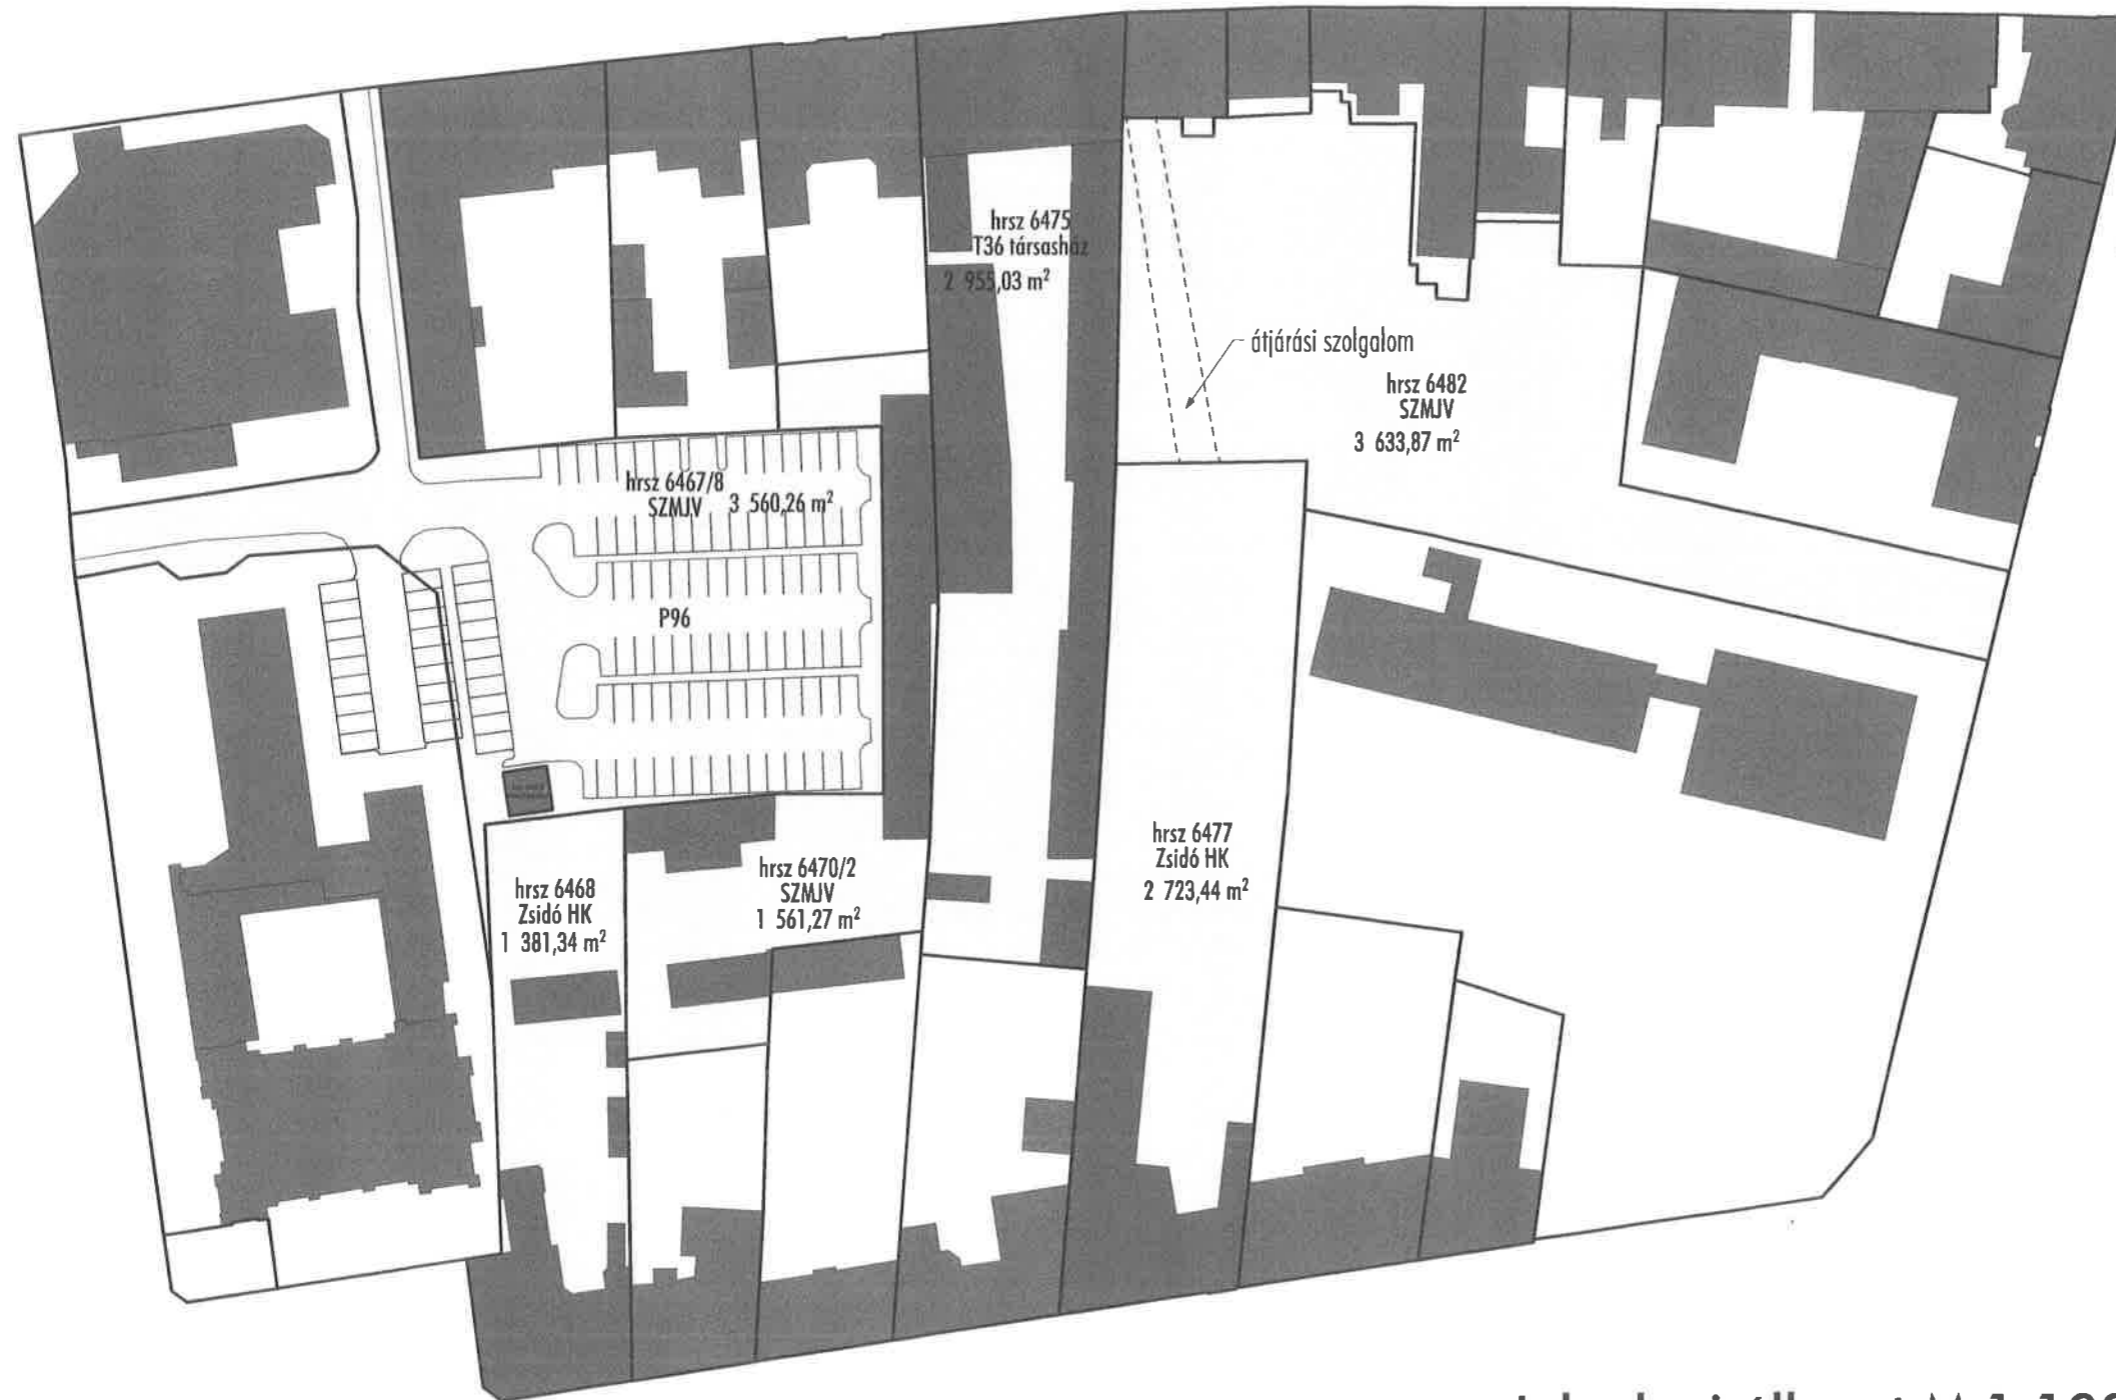 hrsz 6475
T36 társasház
2 955,03 m²
átjárási szolgalom
hrsz 6482
SZMJV
3 633,87 m²
hrsz 6467/8
SZMJV 3 560,26 m²
P96
hrsz 6477
Zsidó HK
2 723,44 m²
hrsz 6470/2
SZMJV
1 561,27 m²
hrsz 6468
Zsidó HK
1 381,34 m²